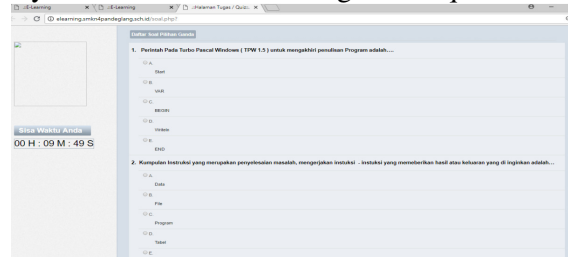 E-Learning
E-Learning
Halaman Tugas / Quiz
elearning.smkn4pandeglang.sch.id/soal.php?
Daftar Soal Pilihan Ganda
1. Perintah Pada Turbo Pascal Windows ( TPW 1.5 ) untuk mengakhiri penulisan Program adalah....
A.
Start
B.
VAR
C.
BEGIN
D.
Writeln
E.
END
Sisa Waktu Anda
00 H : 09 M : 49 S
2. Kumpulan Instruksi yang merupakan penyelesaian masalah, mengerjakan instuksi - instuksi yang memeberikan hasil atau keluaran yang di inginkan adalah...
A.
Data
B.
File
C.
Program
D.
Tabel
E.